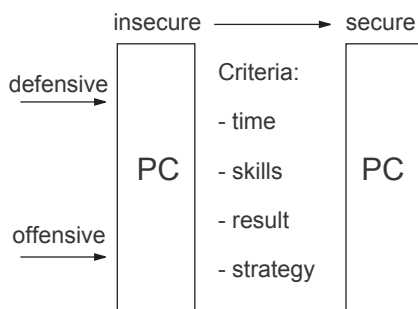 insecure
secure
defensive
Criteria:
- time
PC
- skills
PC
- result
offensive
- strategy